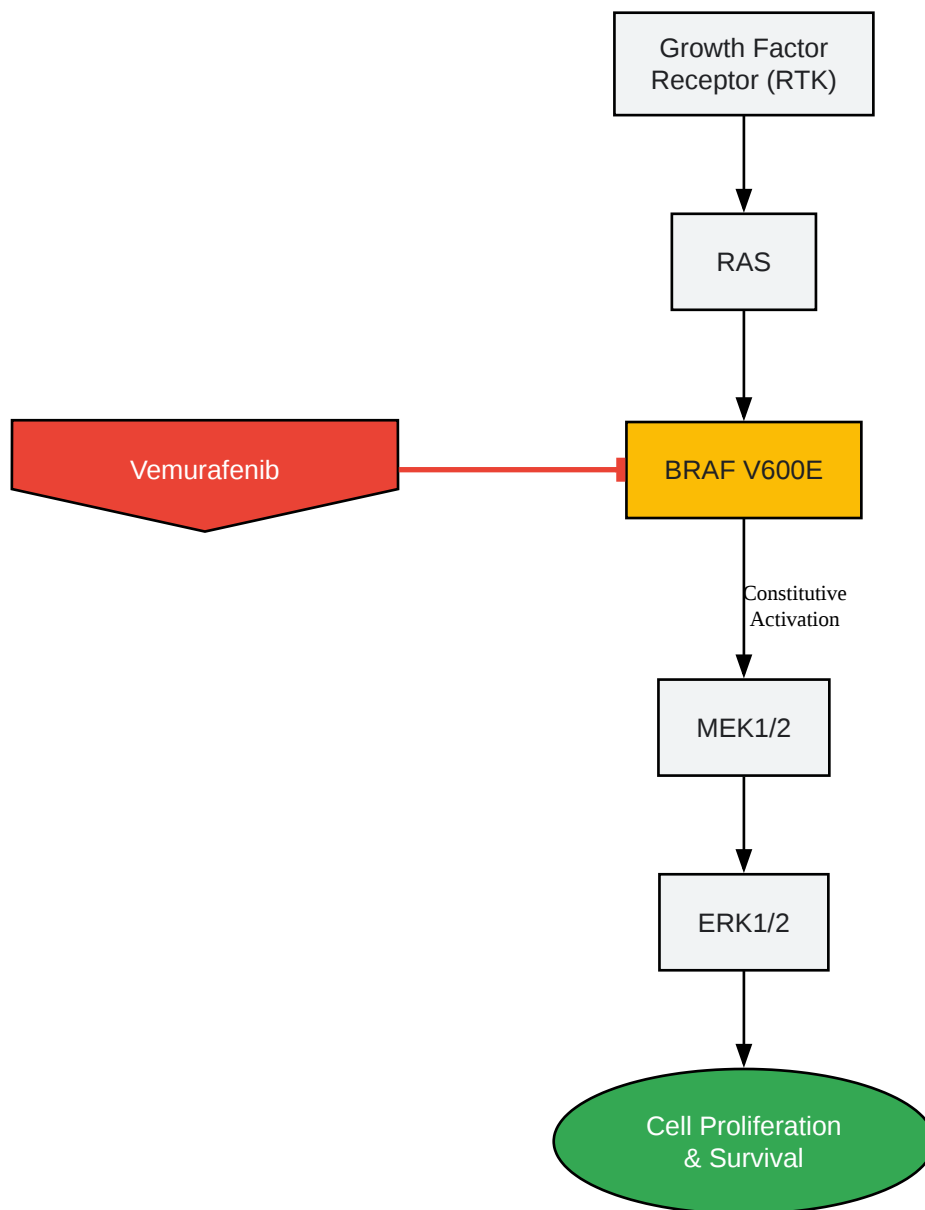 Growth Factor
Receptor (RTK)
RAS
Vemurafenib
BRAF V600E
Constitutive
Activation
MEK1/2
ERK1/2
Cell Proliferation
& Survival